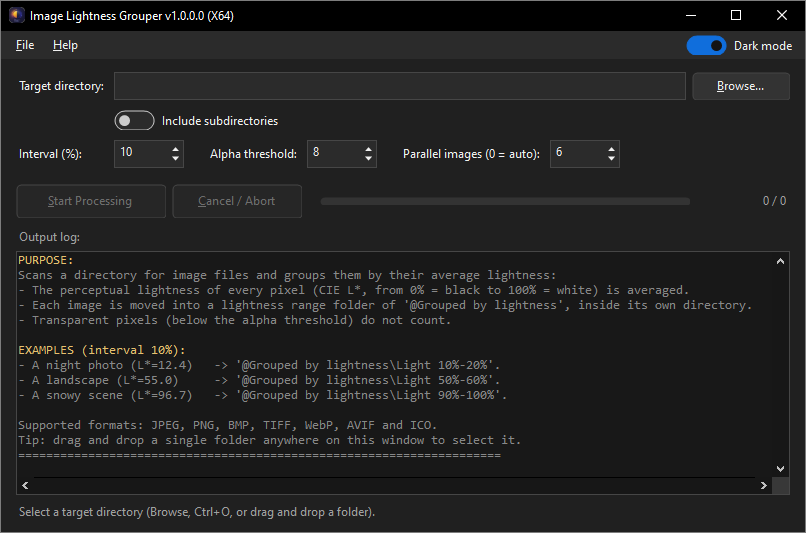 Image Lightness Grouper v1.0.0.0 (X64)
File Help Dark mode
Target directory: Browse...
Include subdirectories
Interval (%): 10 Alpha threshold: 8 Parallel images (0 = auto): 6
Start Processing Cancel / Abort 0 / 0
Output log:
PURPOSE:
Scans a directory for image files and groups them by their average lightness:
- The perceptual lightness of every pixel (CIE L*, from 0% = black to 100% = white) is averaged.
- Each image is moved into a lightness range folder of '@Grouped by lightness', inside its own directory.
- Transparent pixels (below the alpha threshold) do not count.
EXAMPLES (interval 10%):
- A night photo (L*=12.4) -> '@Grouped by lightness\Light 10%-20%'.
- A landscape (L*=55.0) -> '@Grouped by lightness\Light 50%-60%'.
- A snowy scene (L*=96.7) -> '@Grouped by lightness\Light 90%-100%'.
Supported formats: JPEG, PNG, BMP, TIFF, WebP, AVIF and ICO.
Tip: drag and drop a single folder anywhere on this window to select it.
=====================================================================
Select a target directory (Browse, Ctrl+O, or drag and drop a folder).